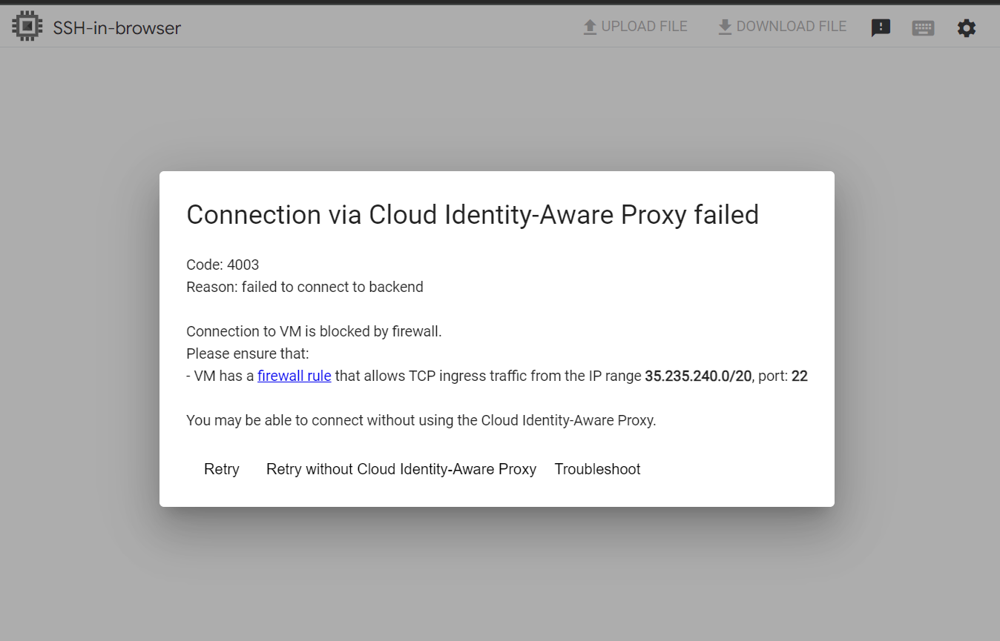 SSH-in-browser
UPLOAD FILE
DOWNLOAD FILE
Connection via Cloud Identity-Aware Proxy failed
Code: 4003
Reason: failed to connect to backend
Connection to VM is blocked by firewall.
Please ensure that:
- VM has a firewall rule that allows TCP ingress traffic from the IP range 35.235.240.0/20, port: 22
You may be able to connect without using the Cloud Identity-Aware Proxy.
Retry
Retry without Cloud Identity-Aware Proxy
Troubleshoot